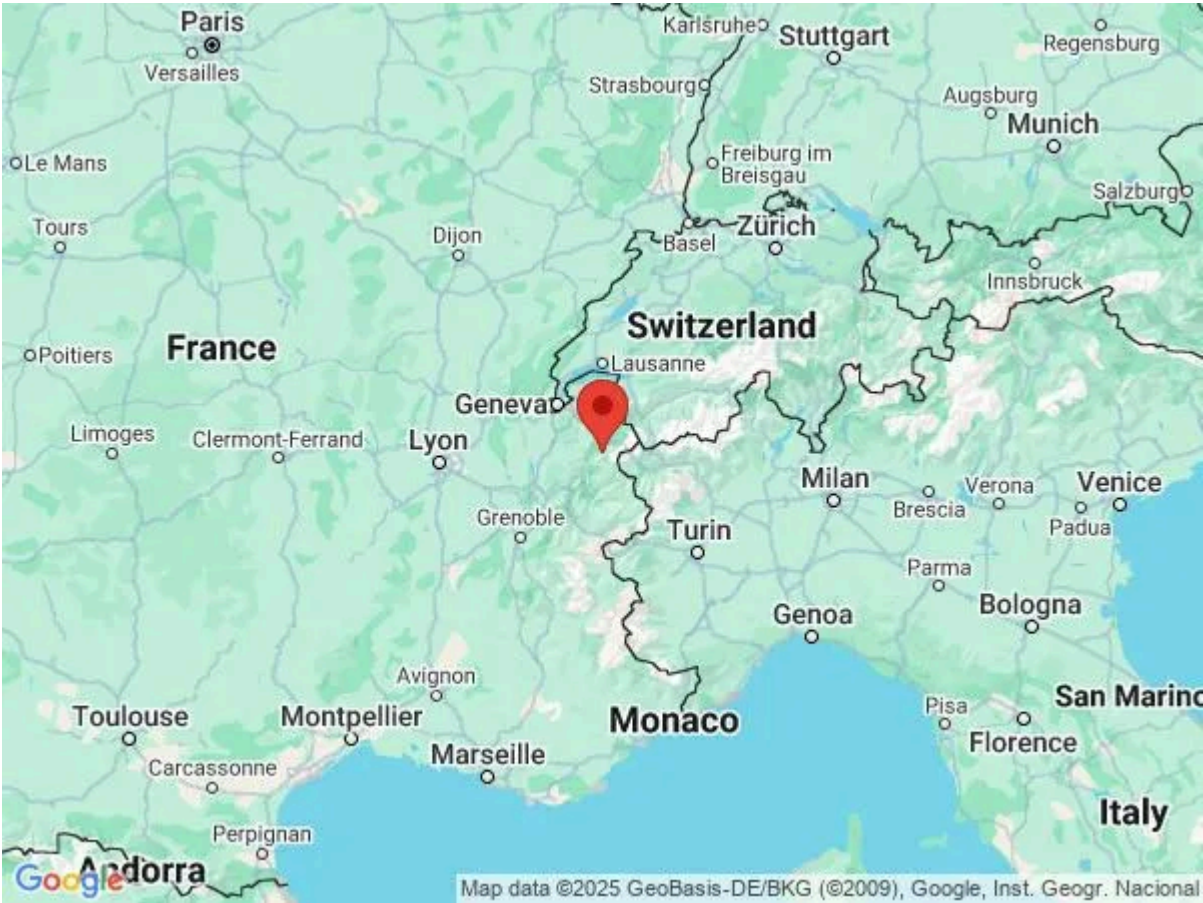 Paris
Versailles
Karlsruhe
Stuttgart
Regensburg
Strasbourg
Augsburg
Munich
Le Mans
Freiburg im
Breisgau
Salzburg
Tours
Dijon
Basel
Zürich
Innsbruck
Poitiers
France
Switzerland
Lausanne
Geneva
Limoges
Clermont-Ferrand
Lyon
Milan
Verona
Venice
Brescia
Padua
Grenoble
Turin
Parma
Genoa
Bologna
Avignon
San Marino
Toulouse
Montpellier
Monaco
Pisa
Florence
Marseille
Carcassonne
Italy
Perpignan
Andorra
Google
Map data ©2025 GeoBasis-DE/BKG (©2009), Google, Inst. Geogr. Nacional